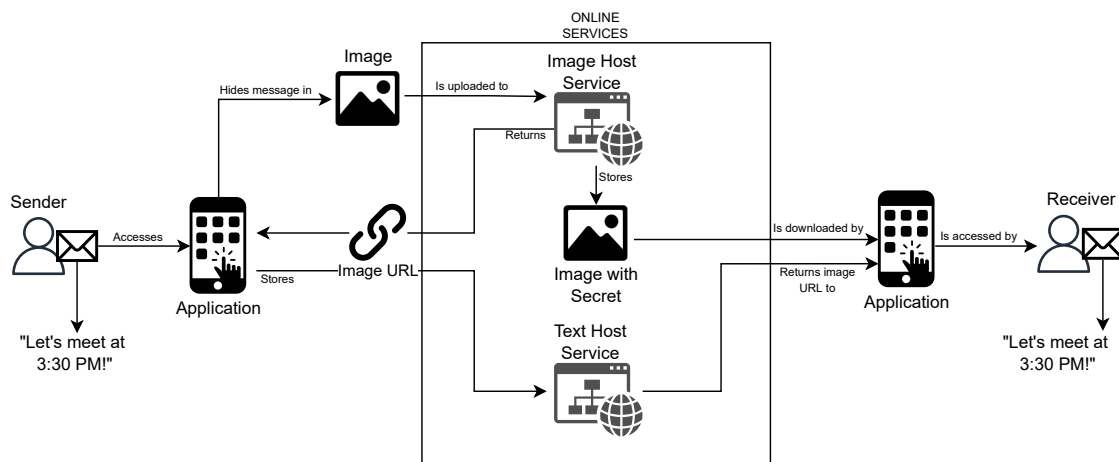 ONLINE
SERVICES
Image
Image Host
Service
Hides message in
Is uploaded to
Returns
Stores
Sender
Receiver
Accesses
Is downloaded by
Is accessed by
Image URL
Stores
Image with
Secret
Returns image
URL to
Application
Application
"Let's meet at
3:30 PM!"
Text Host
Service
"Let's meet at
3:30 PM!"